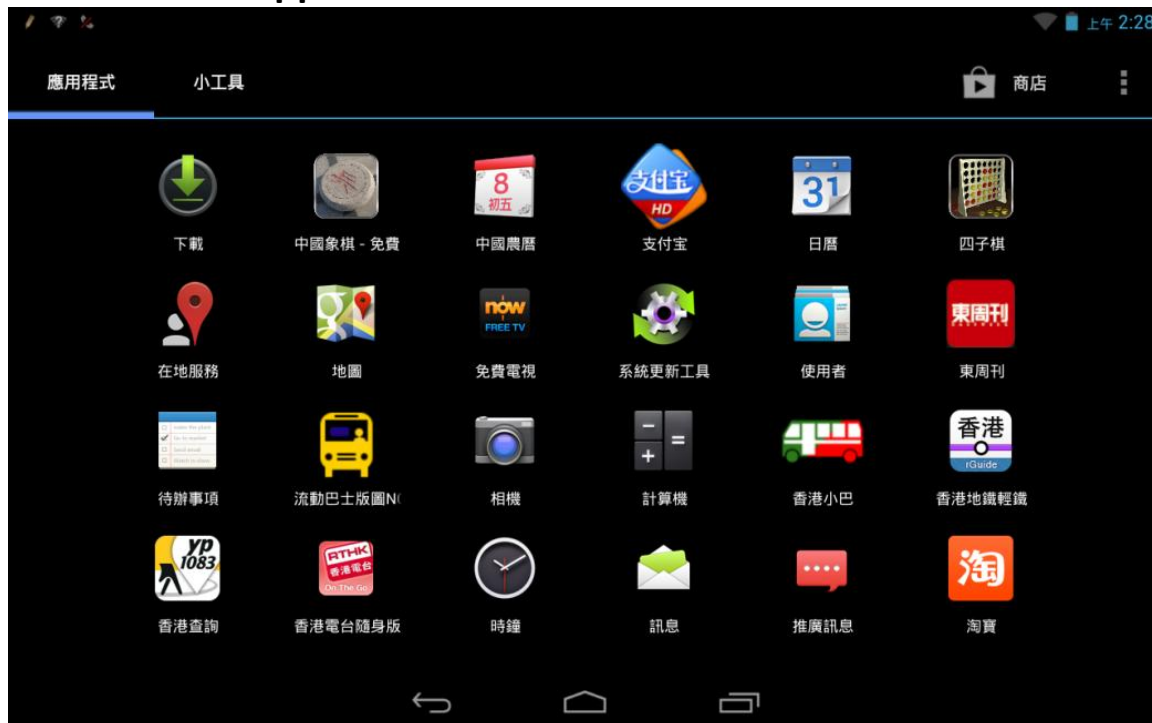 上午 2:28
應用程式 小工具 商店
8
初五
支付宝
HD
31
下載 中國象棋 - 免費 中國農曆 支付宝 日曆 四子棋
now
FREE TV
東周刊
在地服務 地圖 免費電視 系統更新工具 使用者 東周刊
香港
rGuide
待辦事項 流動巴士版圖N 相機 計算機 香港小巴 香港地鐵輕鐵
yp
1083
RTHK
香港電台
On The Go
淘
香港查詢 香港電台隨身版 時鐘 訊息 推廣訊息 淘寶